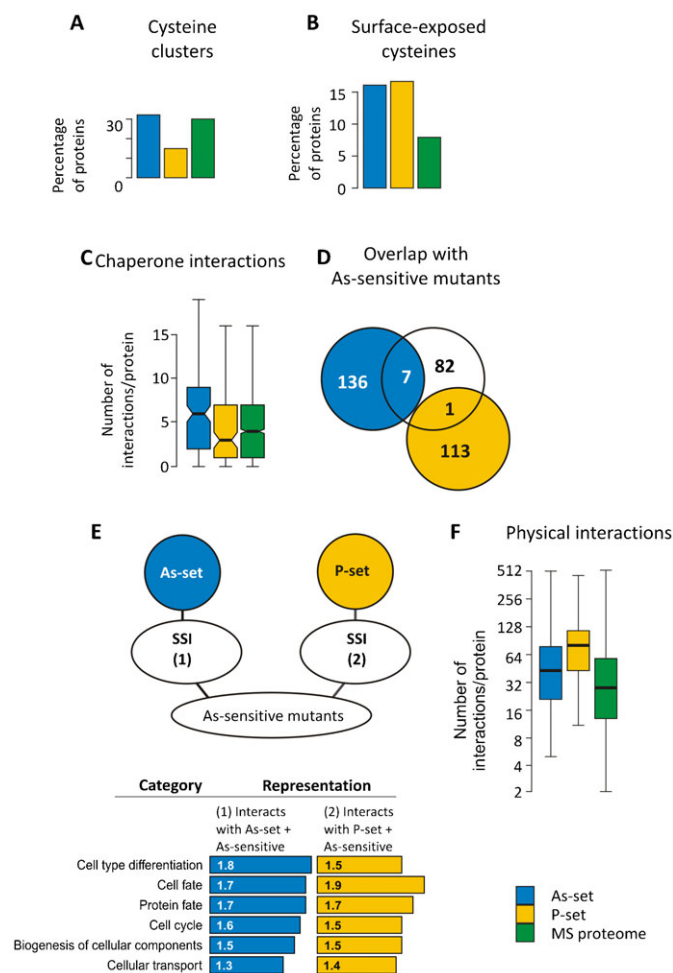 A
Cysteine
clusters
Percentage
of proteins
30
0
B
Surface-exposed
cysteines
Percentage
of proteins
15
10
5
0
C
Chaperone interactions
Number of
interactions/protein
15
10
5
0
D
Overlap with
As-sensitive mutants
136
7
82
1
113
E
As-set
P-set
SSI
(1)
SSI
(2)
As-sensitive mutants
F
Physical interactions
Number of
interactions/protein
512
256
128
64
32
16
8
4
2
Category Representation
(1) Interacts
with As-set +
As-sensitive
(2) Interacts
with P-set +
As-sensitive
Cell type differentiation 1.8 1.5
Cell fate 1.7 1.9
Protein fate 1.7 1.7
Cell cycle 1.6 1.5
Biogenesis of cellular components 1.5 1.5
Cellular transport 1.3 1.4
As-set
P-set
MS proteome